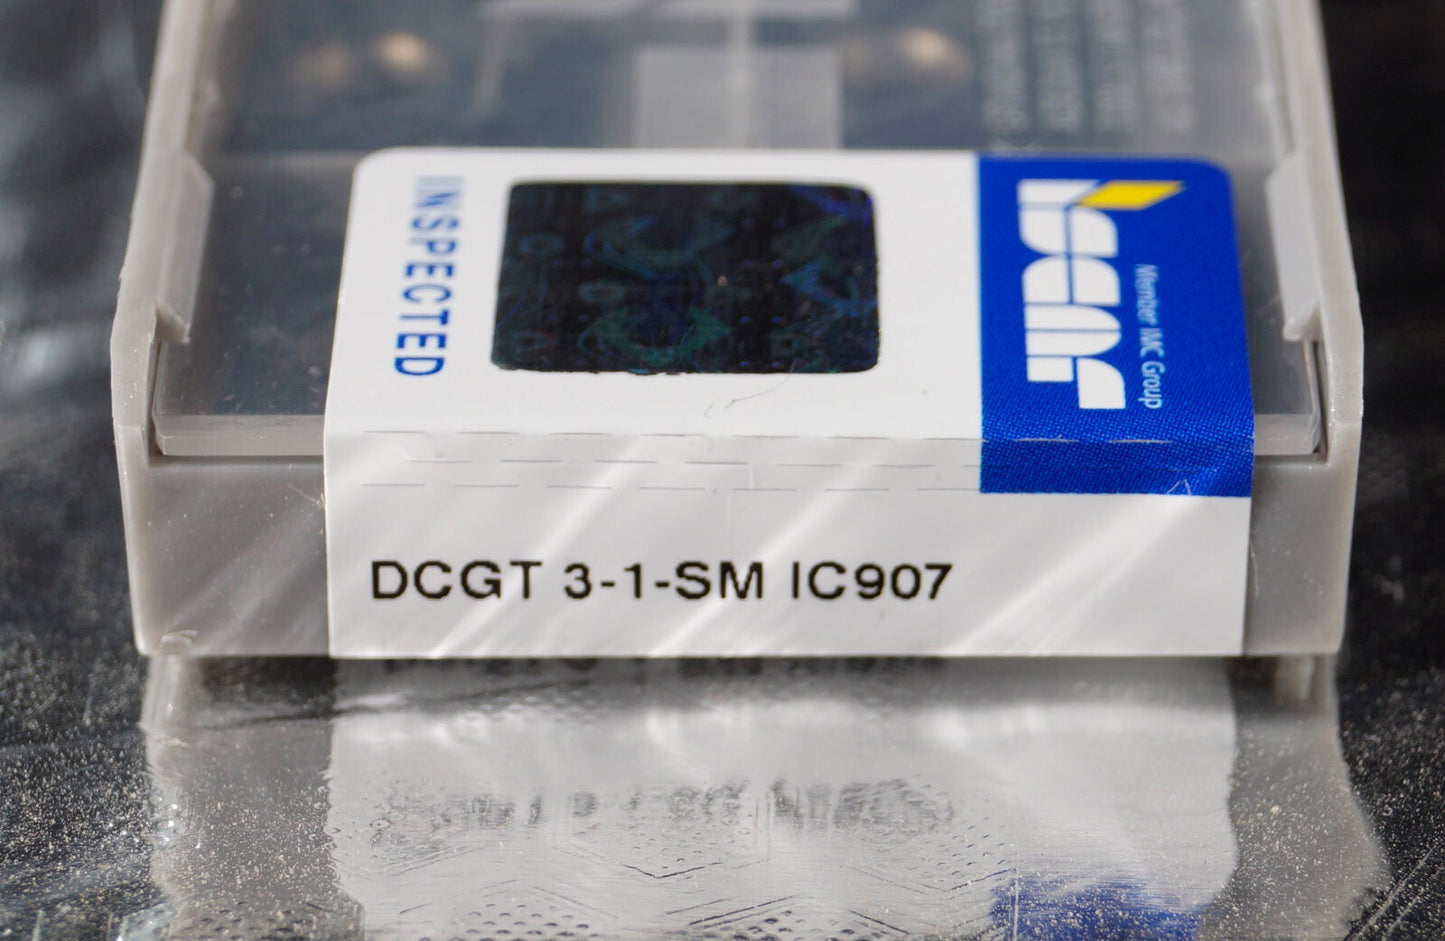 INSPECTED
iscar
Member IMC Group
DCGT 3-1-SM IC907